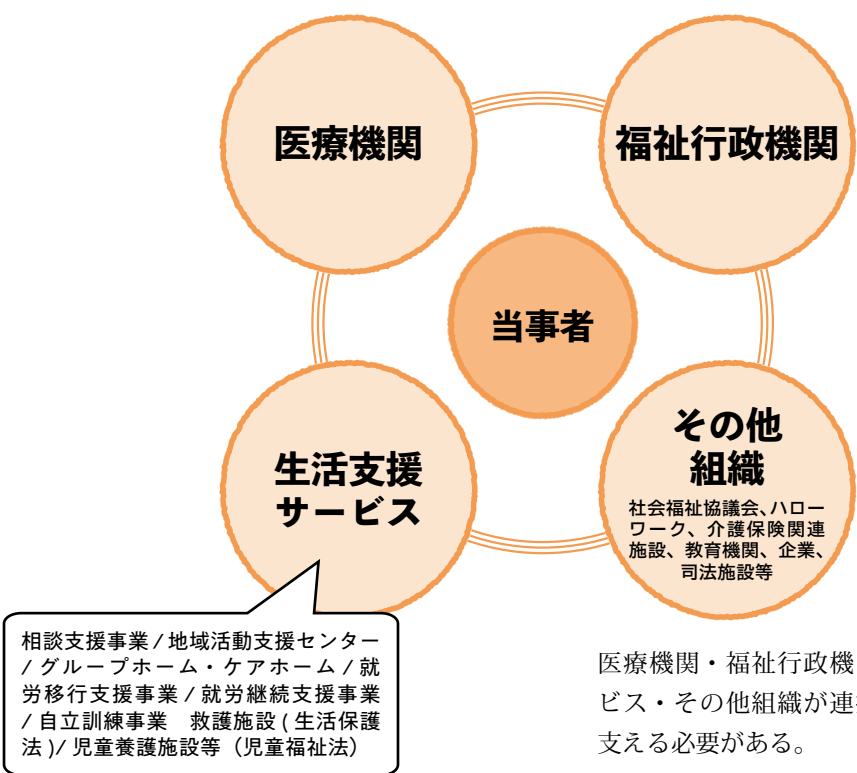 医療機関
福祉行政機関
当事者
生活支援
サービス
その他
組織
社会福祉協議会、ハロー
ワーク、介護保険関連
施設、教育機関、企業、
司法施設等
相談支援事業 / 地域活動支援センター
/ グループホーム・ケアホーム / 就
労移行支援事業 / 就労継続支援事業
/ 自立訓練事業　救護施設 ( 生活保護
法 )/ 児童養護施設等（児童福祉法）
医療機関・福祉行政機
ビス・その他組織が連
支える必要がある。